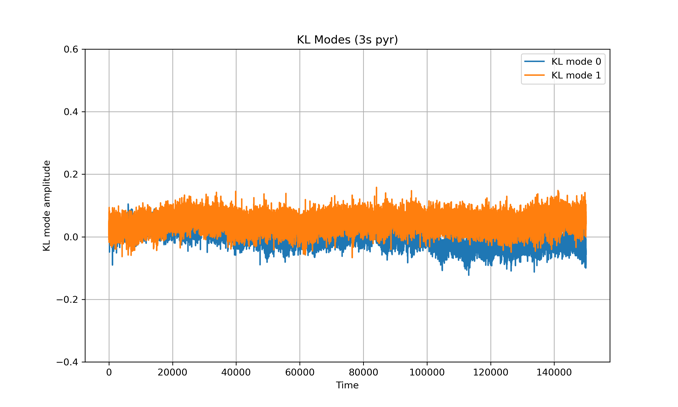 KL Modes (3s pyr)
0.6
0.4
0.2
0.0
−0.2
−0.4
KL mode amplitude
KL mode 0
KL mode 1
0 20000 40000 60000 80000 100000 120000 140000
Time